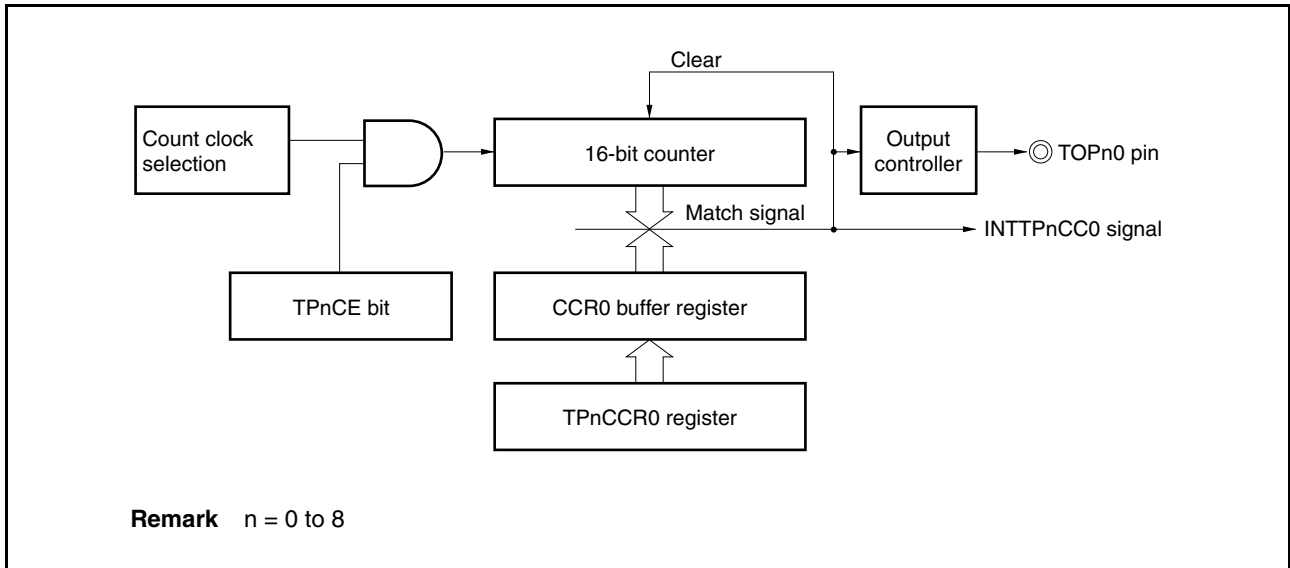 Clear
Count clock
selection
16-bit counter
Output
controller
TOPn0 pin
Match signal
INTTPnCC0 signal
TPnCE bit
CCR0 buffer register
TPnCCR0 register
Remark n = 0 to 8